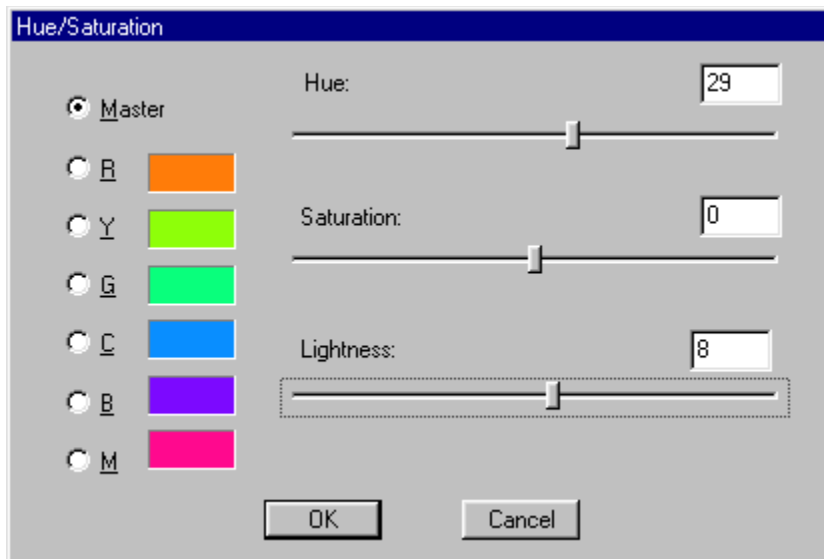 Hue/Saturation
Master
R
Y
G
C
B
M
Hue:
29
Saturation:
0
Lightness:
8
OK
Cancel